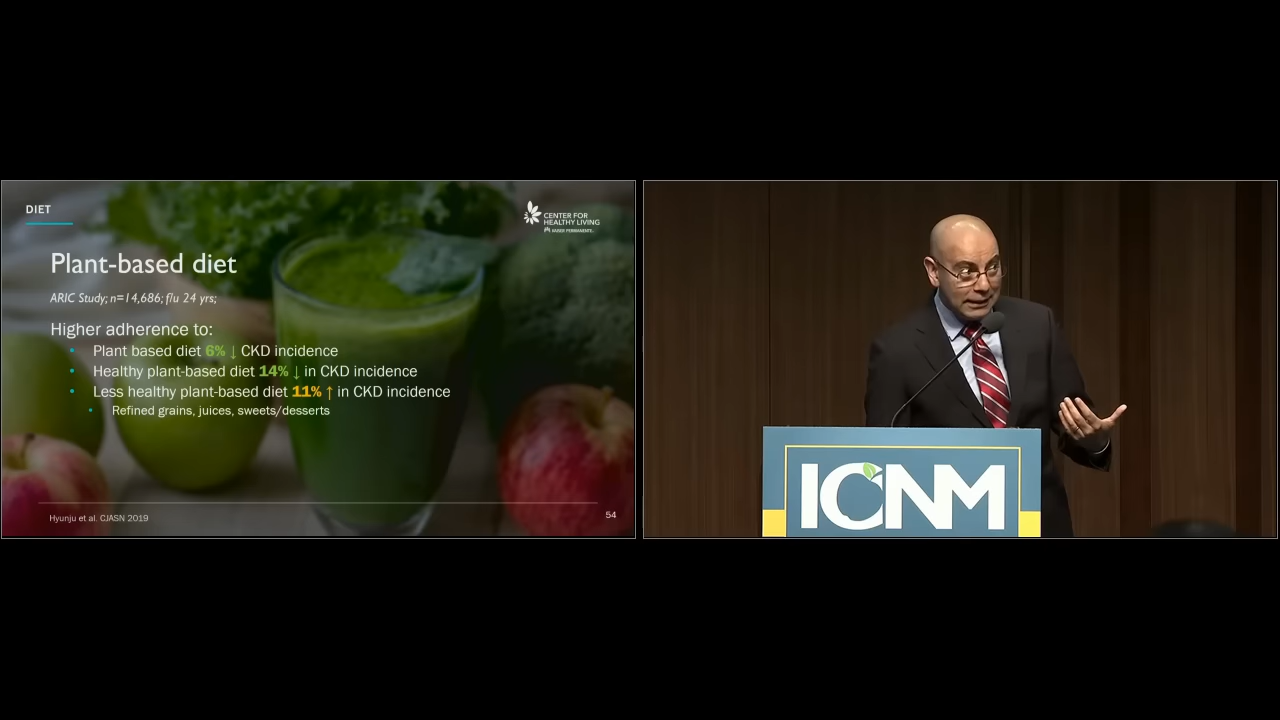 DIET
CENTER FOR
HEALTHY LIVING
KAISER PERMANENTE.
Plant-based diet
ARIC Study; n=14,686; f/u 24 yrs;
Higher adherence to:
• Plant based diet 6% ↓ CKD incidence
• Healthy plant-based diet 14% ↓ in CKD incidence
• Less healthy plant-based diet 11% ↑ in CKD incidence
• Refined grains, juices, sweets/desserts
Hyunju et al. CJASN 2019
54
ICNM